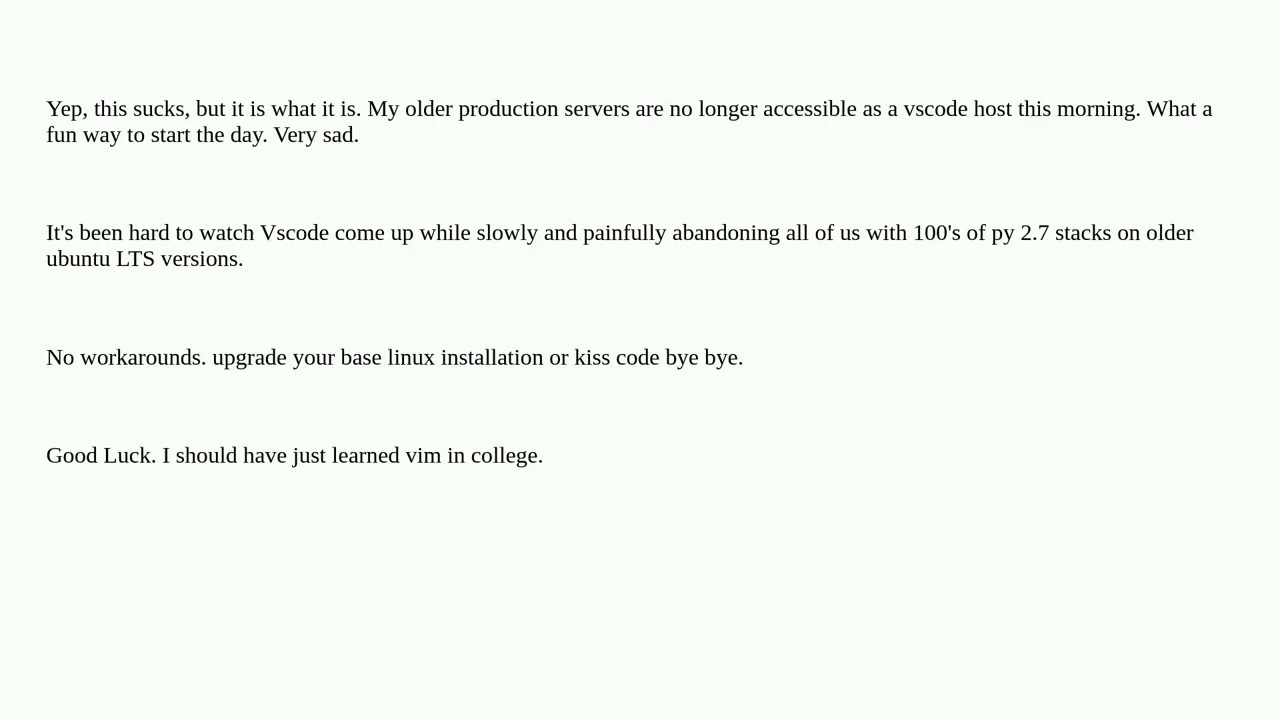 Yep, this sucks, but it is what it is. My older production servers are no longer accessible as a vscode host this morning. What a
fun way to start the day. Very sad.
It's been hard to watch Vscode come up while slowly and painfully abandoning all of us with 100's of py 2.7 stacks on older
ubuntu LTS versions.
No workarounds. upgrade your base linux installation or kiss code bye bye.
Good Luck. I should have just learned vim in college.